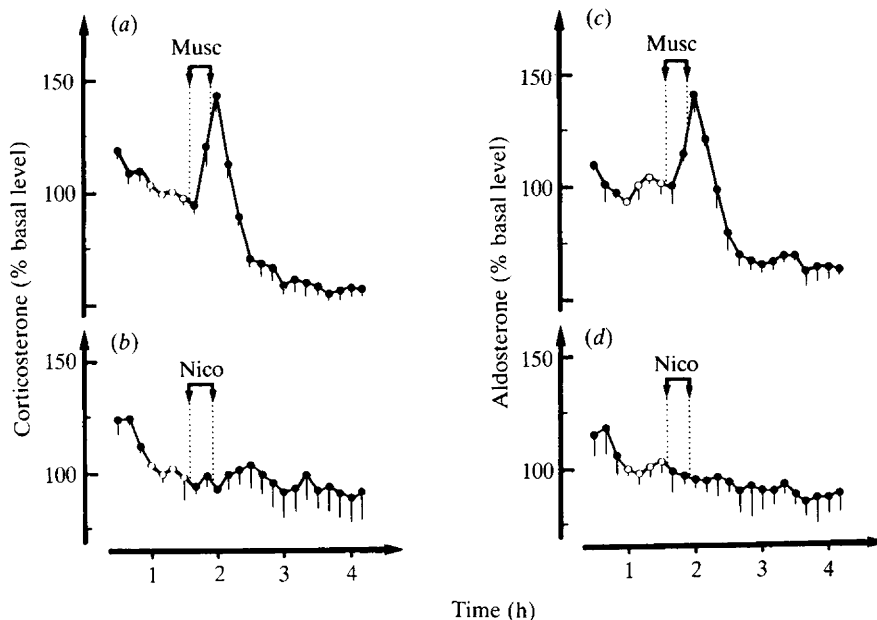 (a)
Musc
150
100
Corticosterone (% basal level)
(b)
Nico
150
100
1 2 3 4
(c)
Musc
150
100
Aldosterone (% basal level)
(d)
Nico
150
100
1 2 3 4
Time (h)